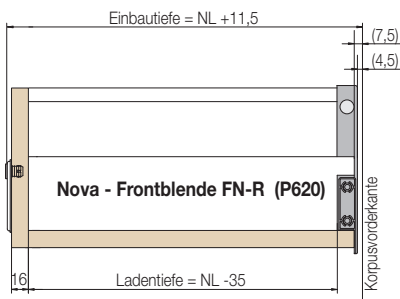 Einbautiefe = NL +11,5
(7,5)
(4,5)
Nova - Frontblende FN-R (P620)
Korpusvorderkante
16
Ladentiefe = NL -35